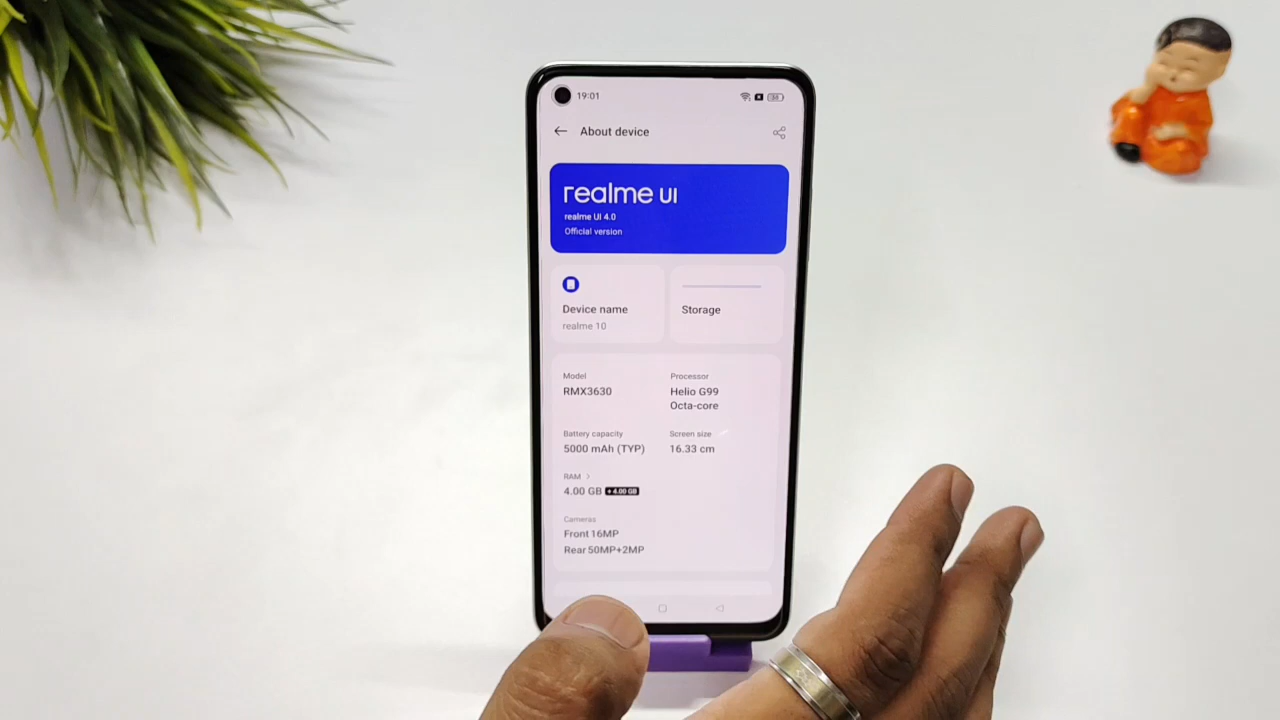 19:01
About device
realme UI
realme UI 4.0
Official version
Device name
realme 10
Storage
Model
RMX3630
Processor
Helio G99
Octa-core
Battery capacity
5000 mAh (TYP)
Screen size
16.33 cm
RAM >
4.00 GB + 4.00 GB
Cameras
Front 16MP
Rear 50MP+2MP